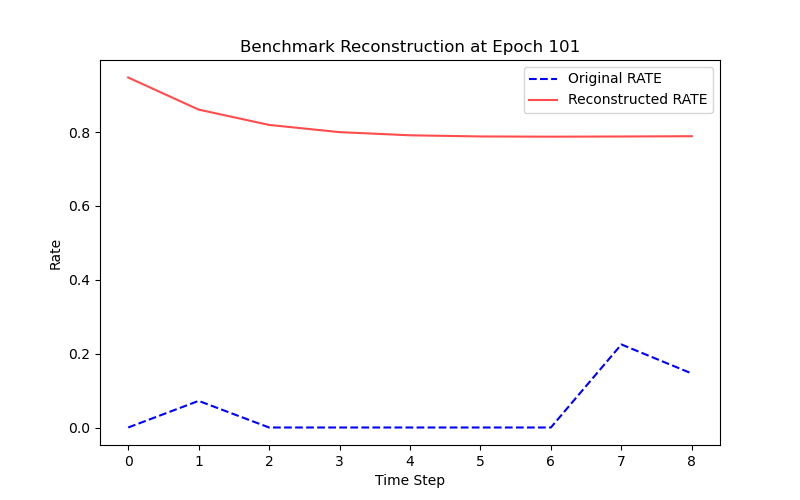 Benchmark Reconstruction at Epoch 101
Original RATE
Reconstructed RATE
0.8
0.6
0.4
0.2
0.0
Rate
0 1 2 3 4 5 6 7 8
Time Step